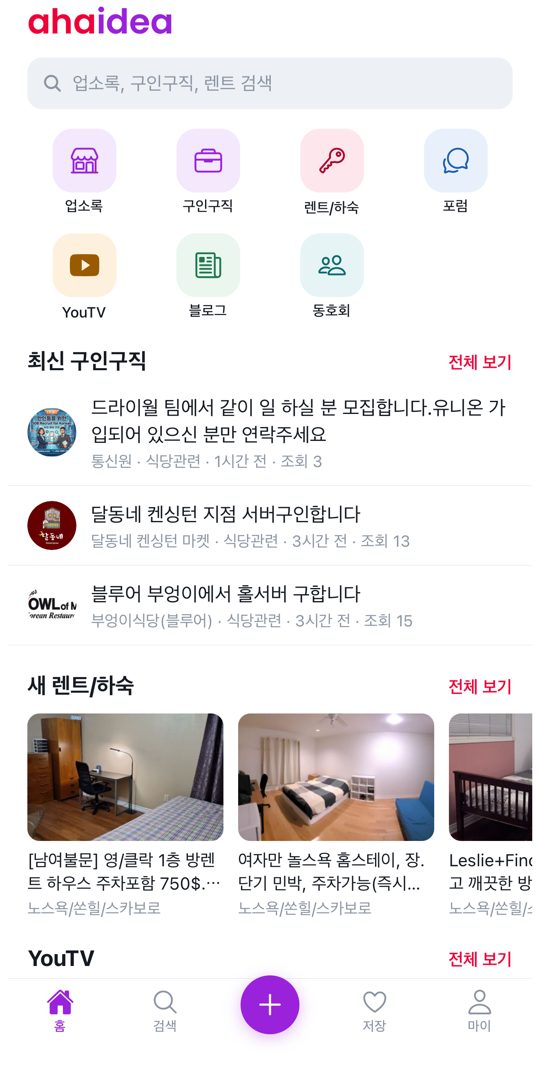 ahaidea
업소록, 구인구직, 렌트 검색
업소록
구인구직
렌트/하숙
포럼
YouTV
블로그
동호회
최신 구인구직
전체 보기
드라이월 팀에서 같이 일 하실 분 모집합니다.유니온 가
입되어 있으신 분만 연락주세요
통신원 · 식당관련 · 1시간 전 · 조회 3
달동네
달동네 켄싱턴 지점 서버구인합니다
달동네 켄싱턴 마켓 · 식당관련 · 3시간 전 · 조회 13
OWL of M
orean Restaur
블루어 부엉이에서 홀서버 구합니다
부엉이식당(블루어) · 식당관련 · 3시간 전 · 조회 15
새 렌트/하숙
전체 보기
[남여불문] 영/클락 1층 방렌
트 하우스 주차포함 750$.…
노스욕/쏜힐/스카보로
여자만 놀스욕 홈스테이, 장.
단기 민박, 주차가능(즉시...
노스욕/쏜힐/스카보로
Leslie+Finc
고 깨끗한 방
노스욕/쏜힐/스
YouTV
전체 보기
홈
검색
저장
마이